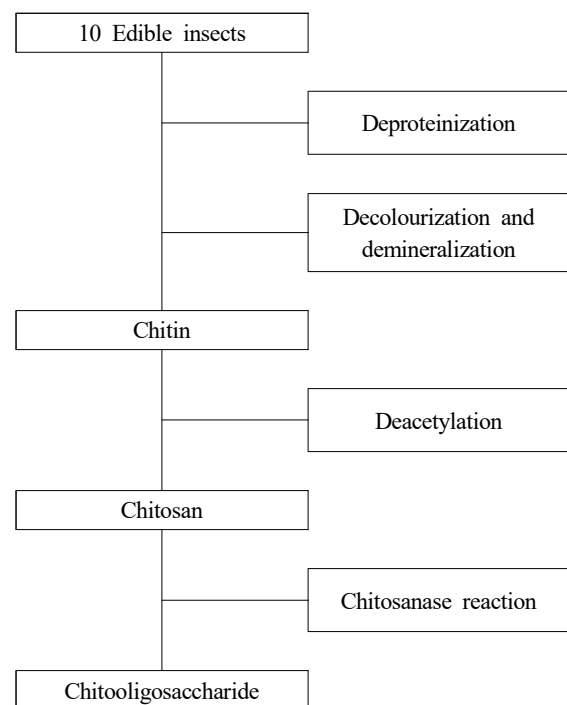 10 Edible insects
Deproteinization
Decolourization and
demineralization
Chitin
Deacetylation
Chitosan
Chitosanase reaction
Chitooligosaccharide